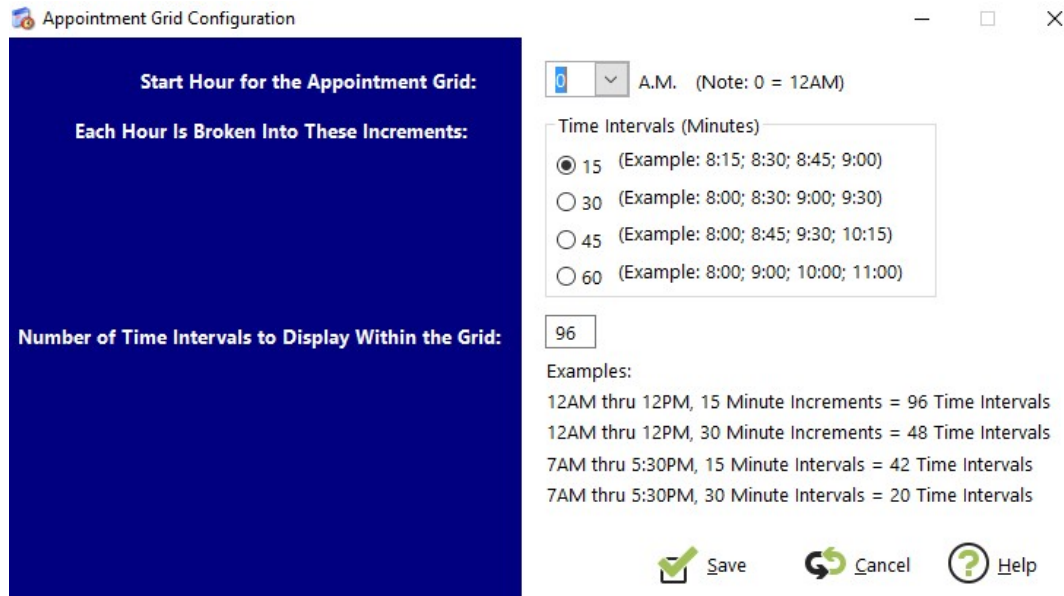 Appointment Grid Configuration
Start Hour for the Appointment Grid:
0 A.M. (Note: 0 = 12AM)
Each Hour Is Broken Into These Increments:
Time Intervals (Minutes)
15 (Example: 8:15; 8:30; 8:45; 9:00)
30 (Example: 8:00; 8:30: 9:00; 9:30)
45 (Example: 8:00; 8:45; 9:30; 10:15)
60 (Example: 8:00; 9:00; 10:00; 11:00)
Number of Time Intervals to Display Within the Grid:
96
Examples:
12AM thru 12PM, 15 Minute Increments = 96 Time Intervals
12AM thru 12PM, 30 Minute Increments = 48 Time Intervals
7AM thru 5:30PM, 15 Minute Intervals = 42 Time Intervals
7AM thru 5:30PM, 30 Minute Intervals = 20 Time Intervals
Save Cancel ? Help